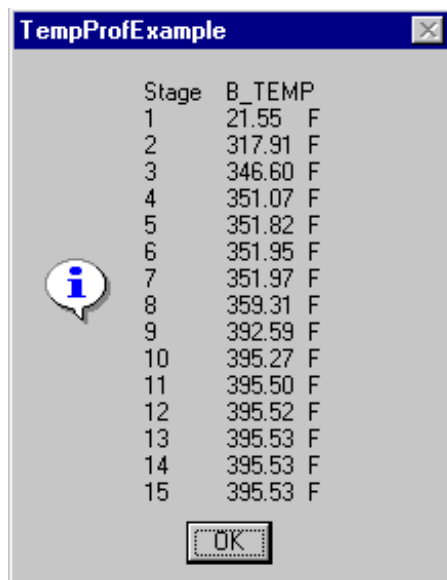 TempProfExample
Stage B_TEMP
1 21.55 F
2 317.91 F
3 346.60 F
4 351.07 F
5 351.82 F
6 351.95 F
7 351.97 F
8 359.31 F
9 392.59 F
10 395.27 F
11 395.50 F
12 395.52 F
13 395.53 F
14 395.53 F
15 395.53 F
OK